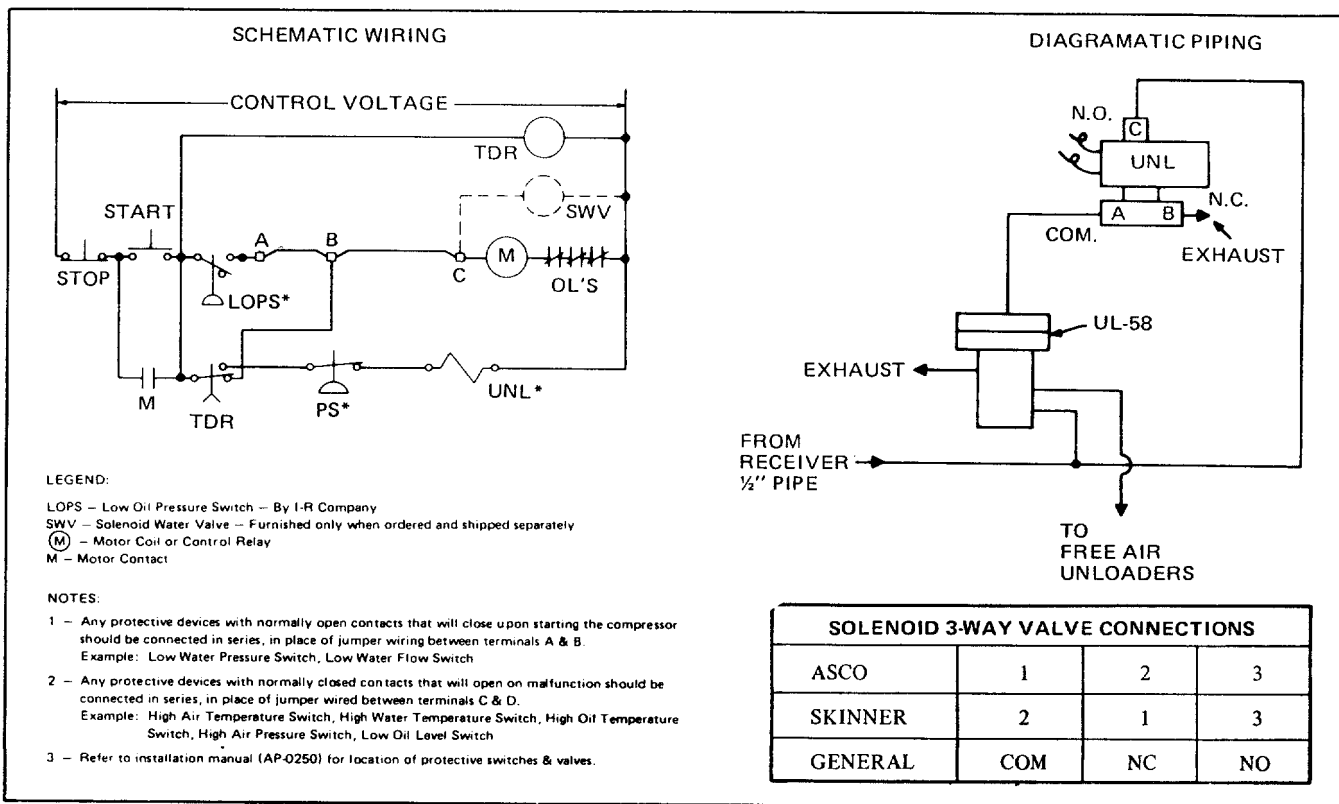 SCHEMATIC WIRING
CONTROL VOLTAGE
TDR
SWV
START
STOP
A
B
C
M
OL'S
LOPS*
M
TDR
PS*
UNL*
LEGEND:
LOPS – Low Oil Pressure Switch – By I-R Company
SWV – Solenoid Water Valve – Furnished only when ordered and shipped separately
M – Motor Coil or Control Relay
M – Motor Contact
NOTES:
1 – Any protective devices with normally open contacts that will close upon starting the compressor
should be connected in series, in place of jumper wiring between terminals A & B.
Example: Low Water Pressure Switch, Low Water Flow Switch
2 – Any protective devices with normally closed contacts that will open on malfunction should be
connected in series, in place of jumper wired between terminals C & D.
Example: High Air Temperature Switch, High Water Temperature Switch, High Oil Temperature
Switch, High Air Pressure Switch, Low Oil Level Switch
3 – Refer to installation manual (AP-0250) for location of protective switches & valves.
DIAGRAMATIC PIPING
N.O.
C
UNL
A B
N.C.
COM.
EXHAUST
UL-58
EXHAUST
FROM
RECEIVER
½" PIPE
TO
FREE AIR
UNLOADERS
SOLENOID 3-WAY VALVE CONNECTIONS
ASCO 1 2 3
SKINNER 2 1 3
GENERAL COM NC NO